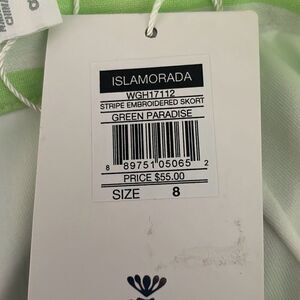 ISLAMORADA
WGH17112
STRIPE EMBROIDERED SKORT
GREEN PARADISE
8 89751 05065 2
PRICE $55.00
SIZE 8